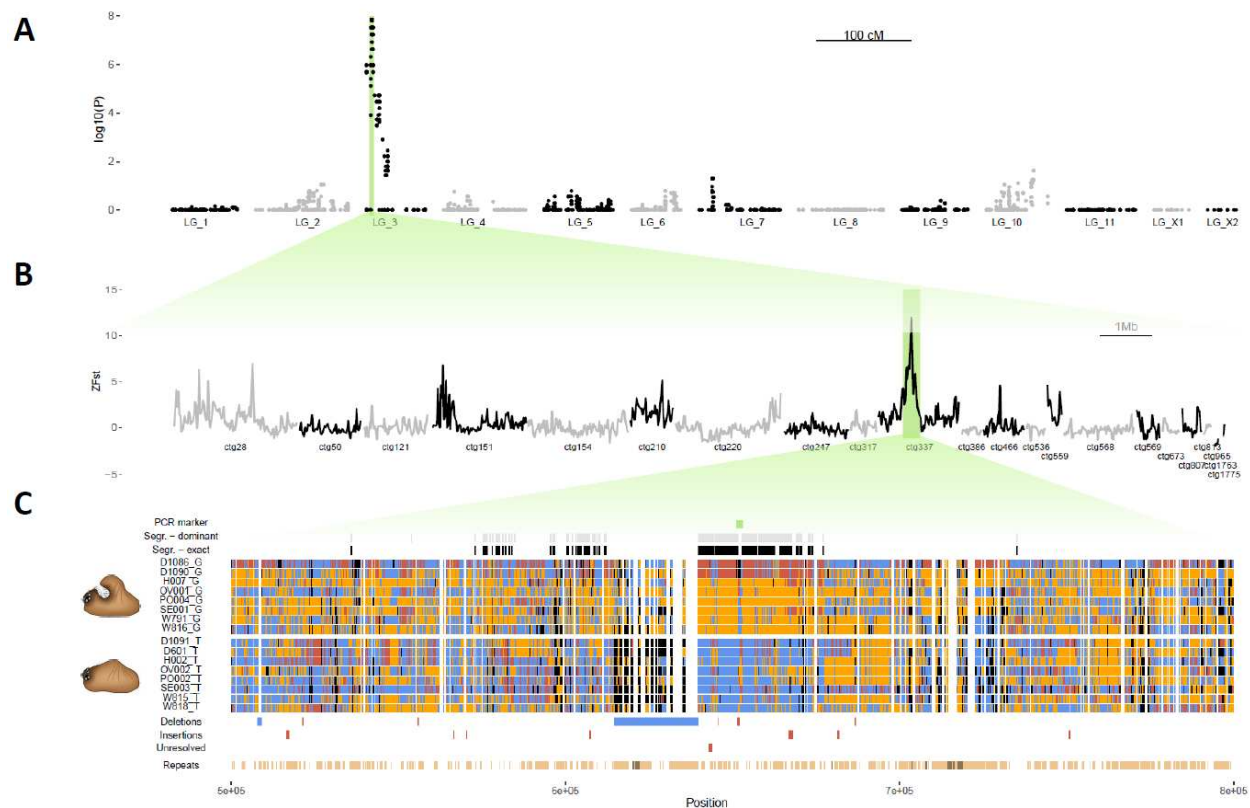 A
8 -
6 -
4 -
2 -
0 -
log10(P)
100 cM
LG_1 LG_2 LG_3 LG_4 LG_5 LG_6 LG_7 LG_8 LG_9 LG_10 LG_11 LG_X1 LG_X2
B
15 -
10 -
5 -
0 -
-5 -
ZFst
1Mb
ctg28 ctg50 ctg121 ctg151 ctg154 ctg210 ctg220 ctg247 ctg317 ctg337 ctg386 ctg466 ctg536 ctg568 ctg569 ctg813
ctg559 ctg673 ctg965
ctg807 ctg1763
ctg1775
C
PCR marker
Segr. - dominant
Segr. - exact
D1086_G
D1090_G
H007_G
OV001_G
PO004_G
SE001_G
W791_G
W816_G
D1091_T
D601_T
H002_T
OV002_T
PO002_T
SE003_T
W815_T
W818_T
Deletions
Insertions
Unresolved
Repeats
5e+05 6e+05 7e+05 8e+05
Position